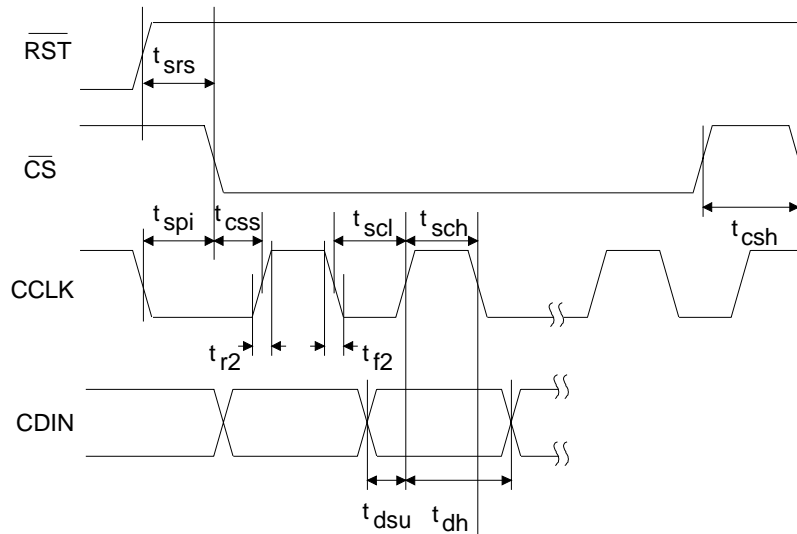 RST
t srs
CS
t spi
t css
t scl
t sch
t csh
CCLK
t r2
t f2
CDIN
t dsu
t dh